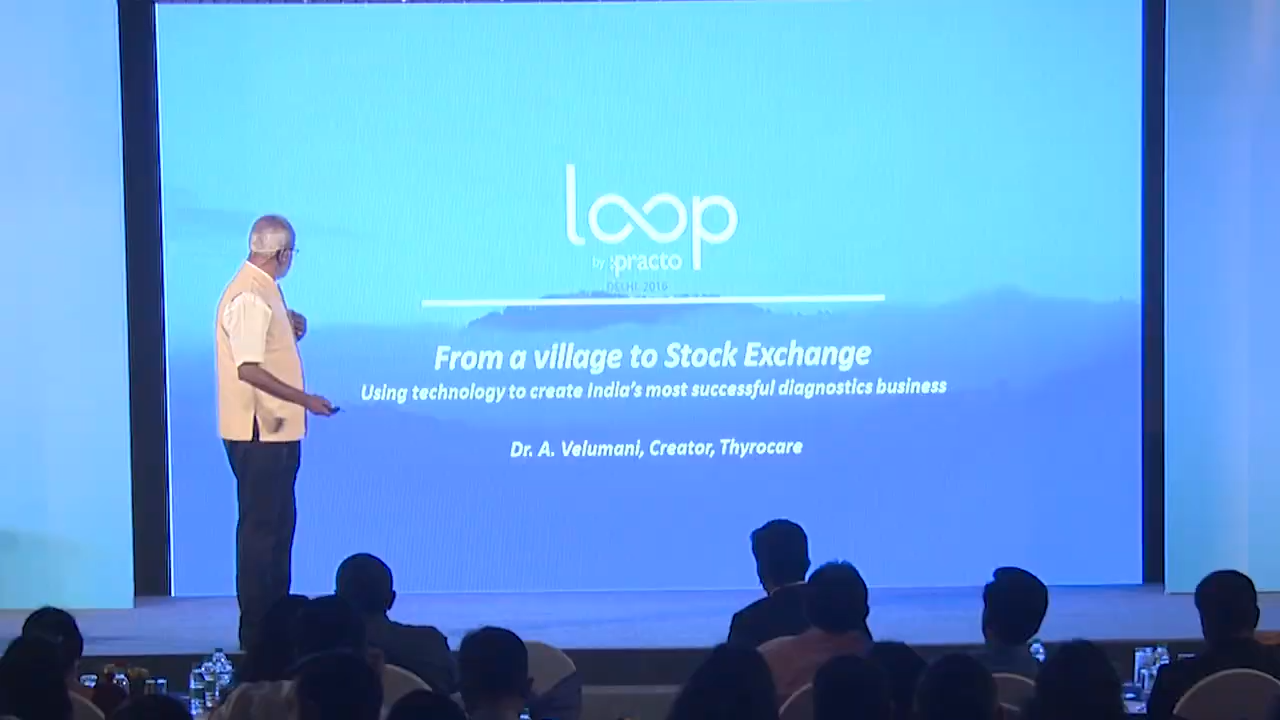 loop
by practo
DELHI, 2016
From a village to Stock Exchange
Using technology to create India's most successful diagnostics business
Dr. A. Velumani, Creator, Thyrocare